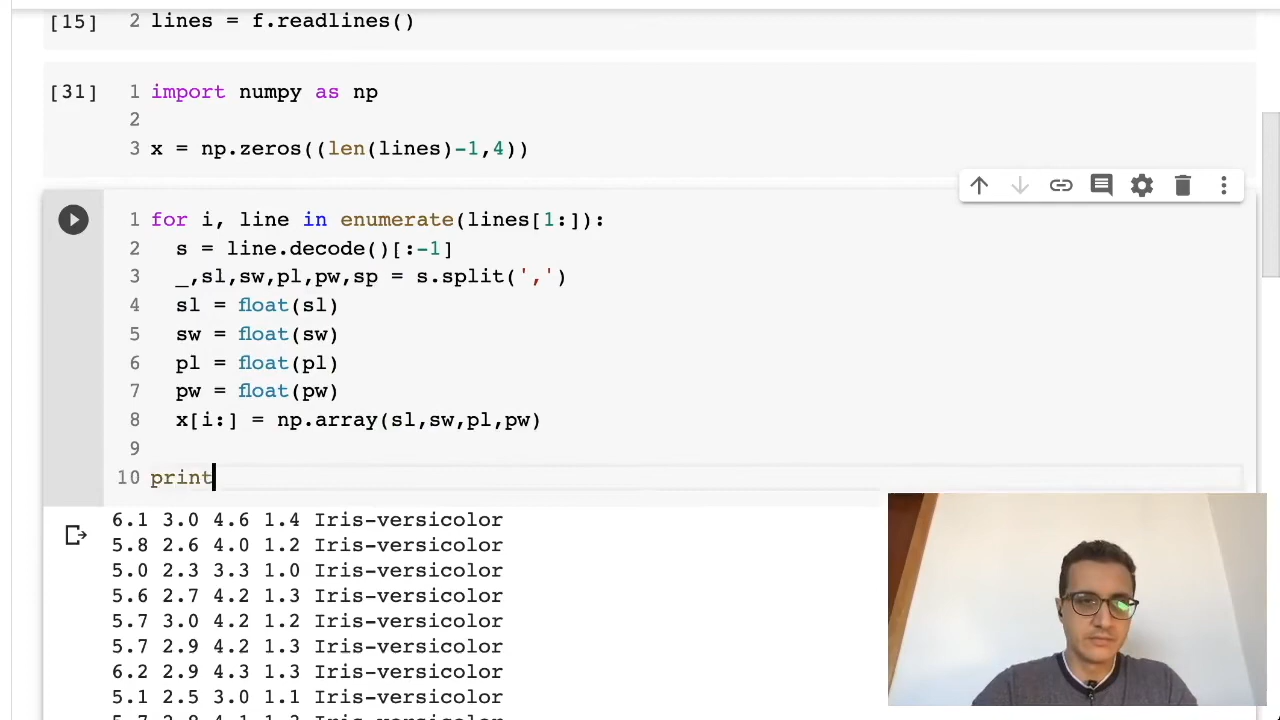 [15] 2 lines = f.readlines()
[31] 1 import numpy as np
2
3 x = np.zeros((len(lines)-1,4))
1 for i, line in enumerate(lines[1:]):
2 s = line.decode()[:-1]
3 _,sl,sw,pl,pw,sp = s.split(',')
4 sl = float(sl)
5 sw = float(sw)
6 pl = float(pl)
7 pw = float(pw)
8 x[i:] = np.array(sl,sw,pl,pw)
9
10 print
6.1 3.0 4.6 1.4 Iris-versicolor
5.8 2.6 4.0 1.2 Iris-versicolor
5.0 2.3 3.3 1.0 Iris-versicolor
5.6 2.7 4.2 1.3 Iris-versicolor
5.7 3.0 4.2 1.2 Iris-versicolor
5.7 2.9 4.2 1.3 Iris-versicolor
6.2 2.9 4.3 1.3 Iris-versicolor
5.1 2.5 3.0 1.1 Iris-versicolor